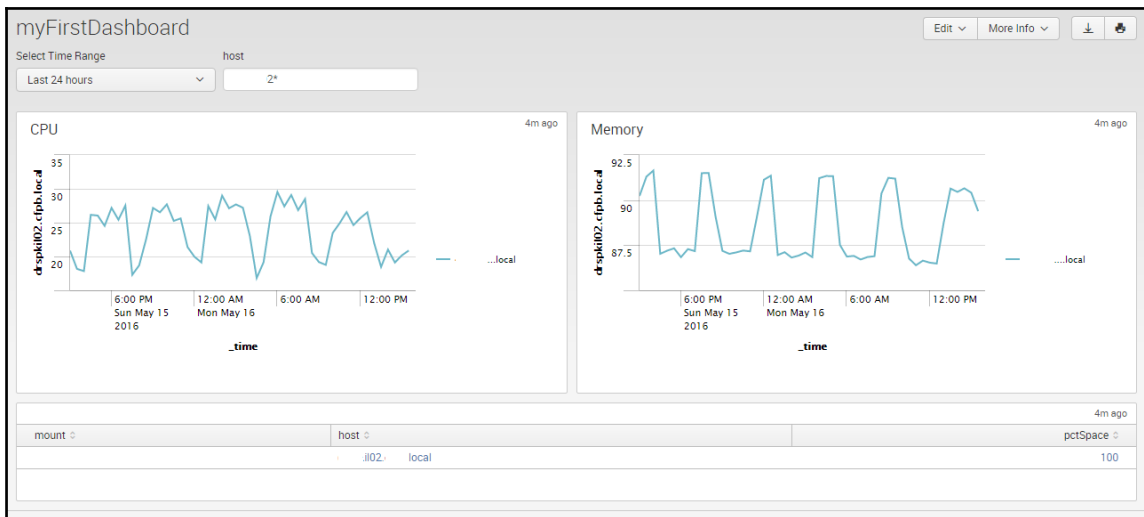 myFirstDashboard
Edit
More Info
Select Time Range
host
Last 24 hours
2*
CPU
4m ago
35
30
25
20
drspkil02.cfpb.local
...local
6:00 PM
Sun May 15
2016
12:00 AM
Mon May 16
6:00 AM
12:00 PM
_time
Memory
4m ago
92.5
90
87.5
drspkil02.cfpb.local
....local
6:00 PM
Sun May 15
2016
12:00 AM
Mon May 16
6:00 AM
12:00 PM
_time
4m ago
mount
host
pctSpace
il02.
local
100